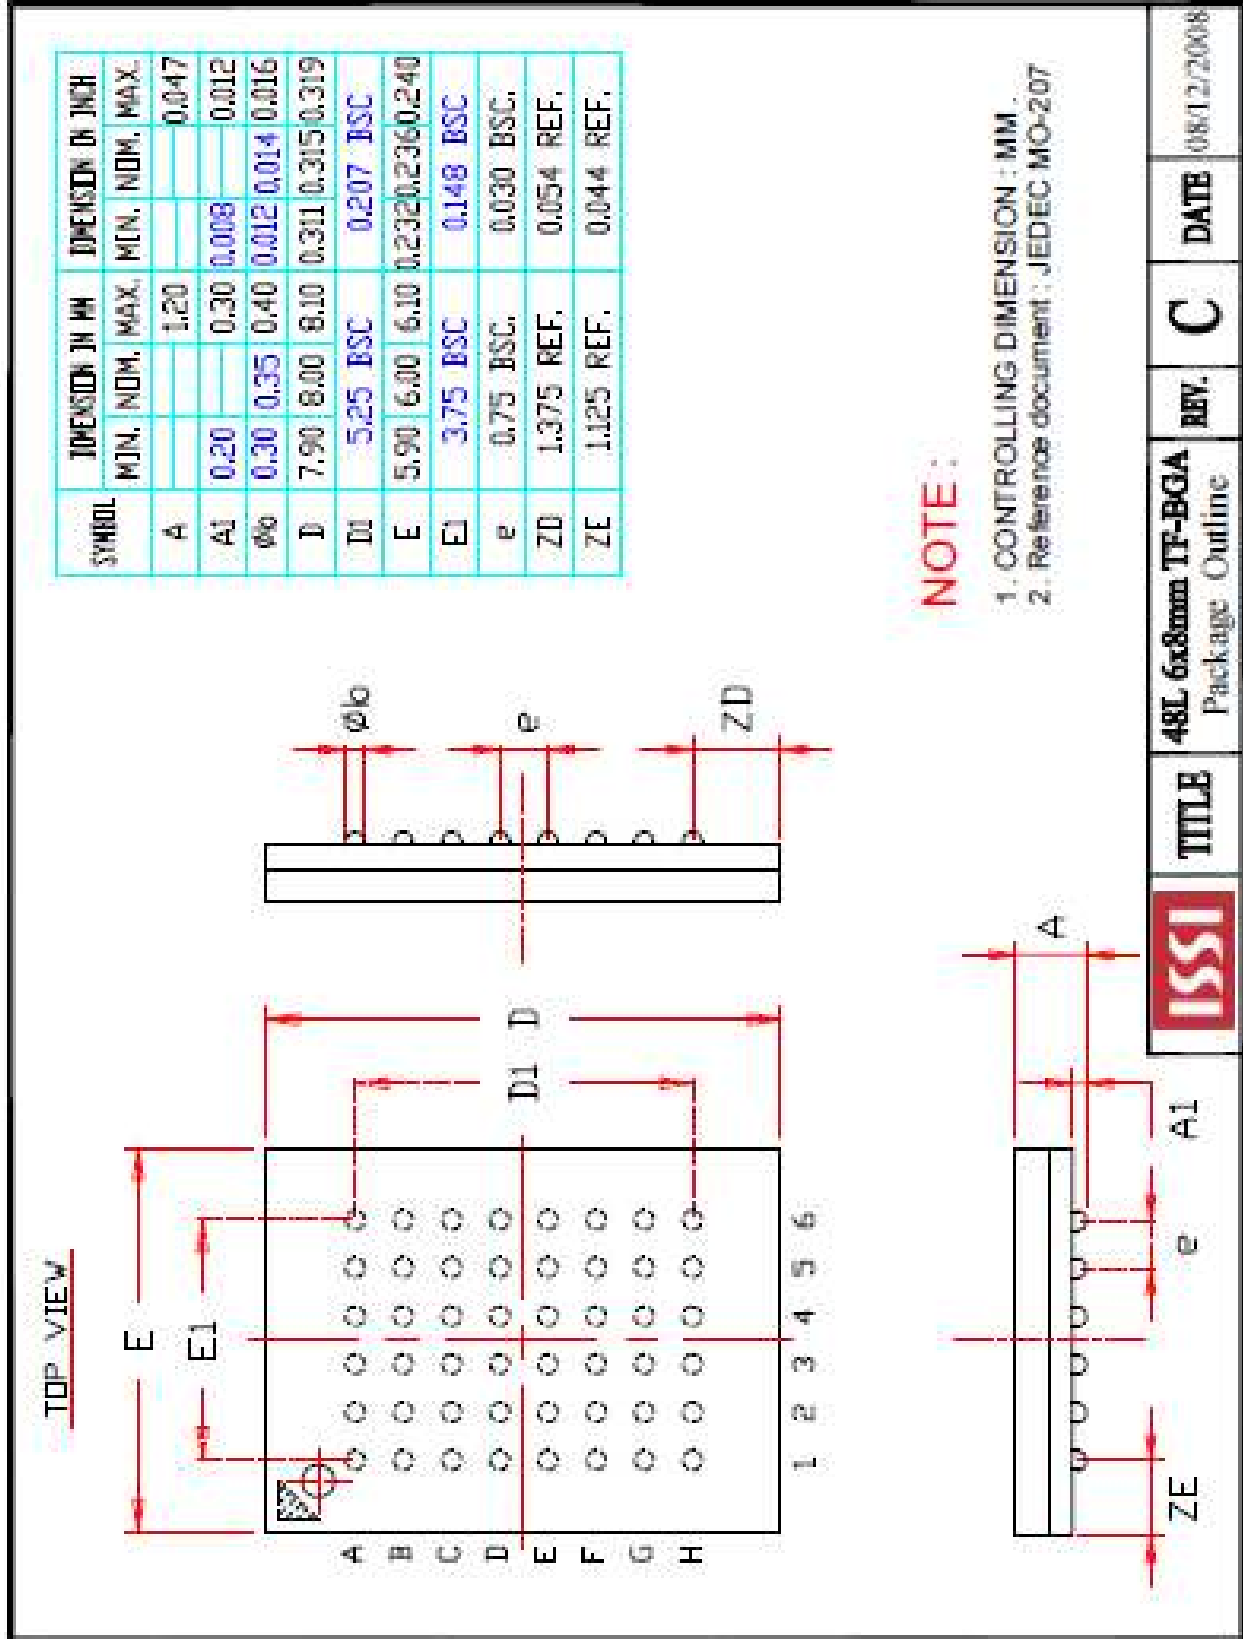 TOP VIEW
E
E1
A
B
C
D
E
F
G
H
1 2 3 4 5 6
D1
D
Øb
e
ZD
ZE
e
A1
A
SYMBOL DIMENSION IN MM DIMENSION IN INCH
MIN. NOM. MAX. MIN. NOM. MAX.
A 1.20 0.047
A1 0.20 0.30 0.008 0.012
Øb 0.30 0.35 0.40 0.012 0.014 0.016
D 7.90 8.00 8.10 0.311 0.315 0.319
D1 5.25 BSC 0.207 BSC
E 5.90 6.00 6.10 0.232 0.236 0.240
E1 3.75 BSC 0.148 BSC
e 0.75 BSC. 0.030 BSC.
ZD 1.375 REF. 0.054 REF.
ZE 1.125 REF. 0.044 REF.
NOTE :
1. CONTROLLING DIMENSION : MM .
2. Reference document : JEDEC MO-207
ISSI TITLE 48L 6x8mm TF-BGA REV. C DATE 08/12/2008
Package Outline